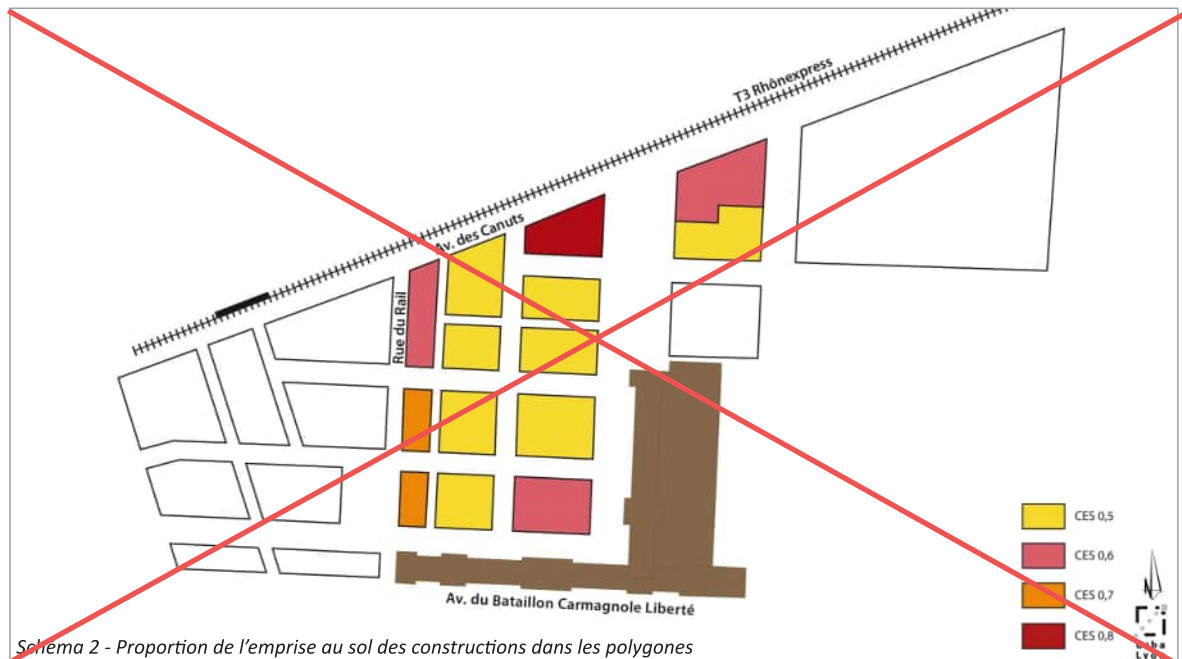 T3 Rhônexpress
Av. des Canuts
Rue du Rail
CES 0,5
CES 0,6
CES 0,7
N
CES 0,8
Av. du Bataillon Carmagnole Liberté
Schéma 2 - Proportion de l'emprise au sol des constructions dans les polygones